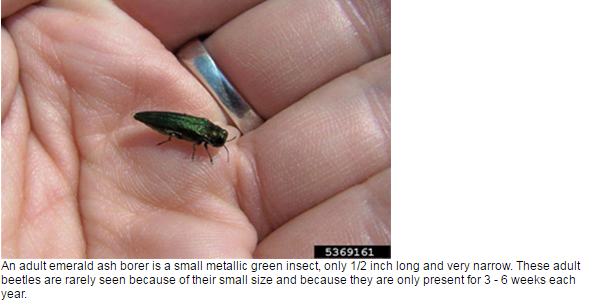 5369161
An adult emerald ash borer is a small metallic green insect, only 1/2 inch long and very narrow. These adult
beetles are rarely seen because of their small size and because they are only present for 3 - 6 weeks each
year.